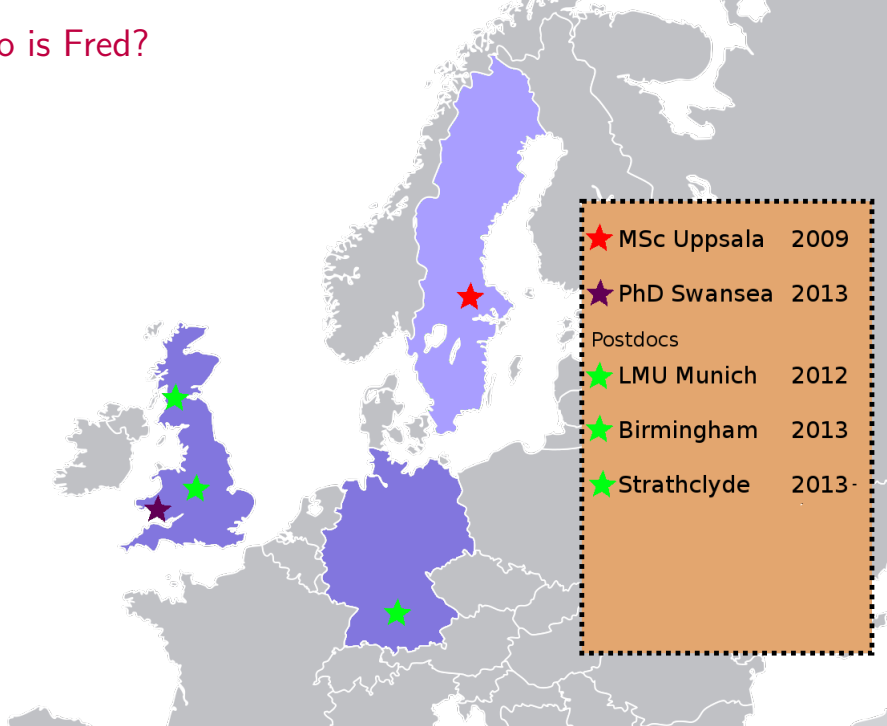 o is Fred?
MSc Uppsala 2009
PhD Swansea 2013
Postdocs
LMU Munich 2012
Birmingham 2013
Strathclyde 2013-